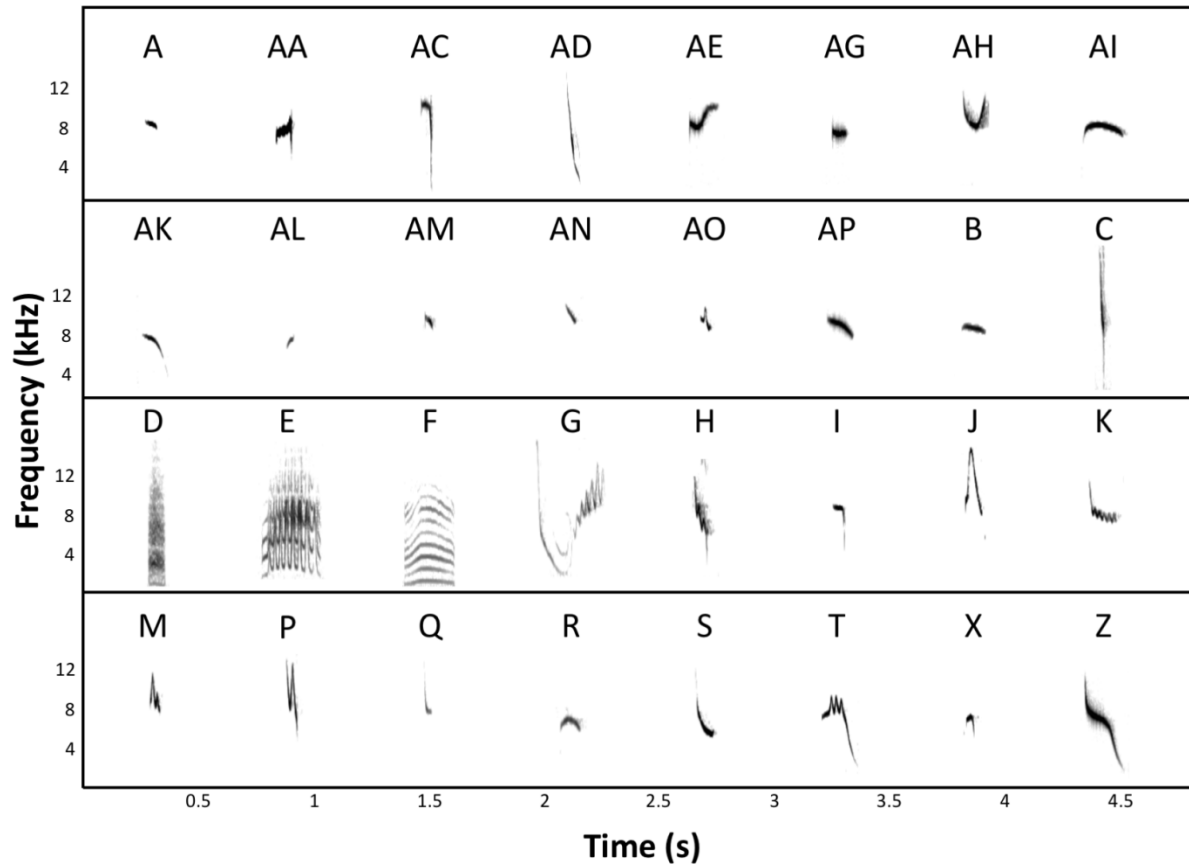 A AA AC AD AE AG AH AI
12
8
4
AK AL AM AN AO AP B C
12
8
4
D E F G H I J K
12
8
4
M P Q R S T X Z
12
8
4
Frequency (kHz)
0.5 1 1.5 2 2.5 3 3.5 4 4.5
Time (s)